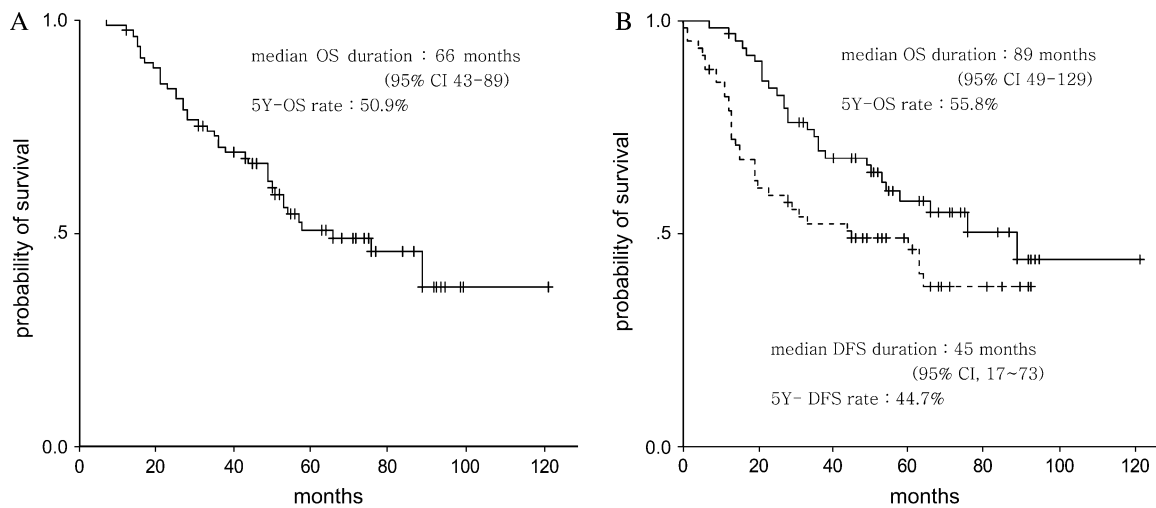 A
1.0
.5
0.0
0
20
40
60
80
100
120
months
probability of survival
median OS duration : 66 months
(95% CI 43-89)
5Y-OS rate : 50.9%
B
1.0
.5
0.0
0
20
40
60
80
100
120
months
probability of survival
median OS duration : 89 months
(95% CI 49-129)
5Y-OS rate : 55.8%
median DFS duration : 45 months
(95% CI, 17~73)
5Y- DFS rate : 44.7%